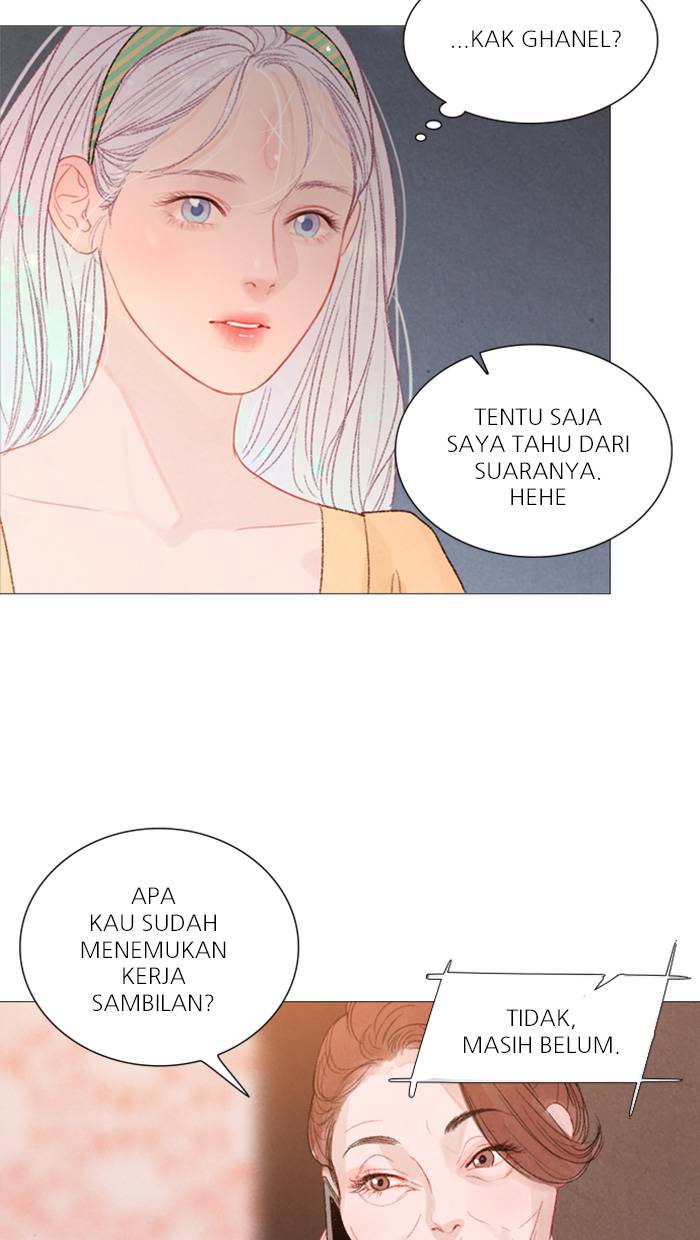 ...KAK GHANEL?
TENTU SAJA
SAYA TAHU DARI
SUARANYA.
HEHE
APA
KAU SUDAH
MENEMUKAN
KERJA
SAMBILAN?
TIDAK,
MASIH BELUM.